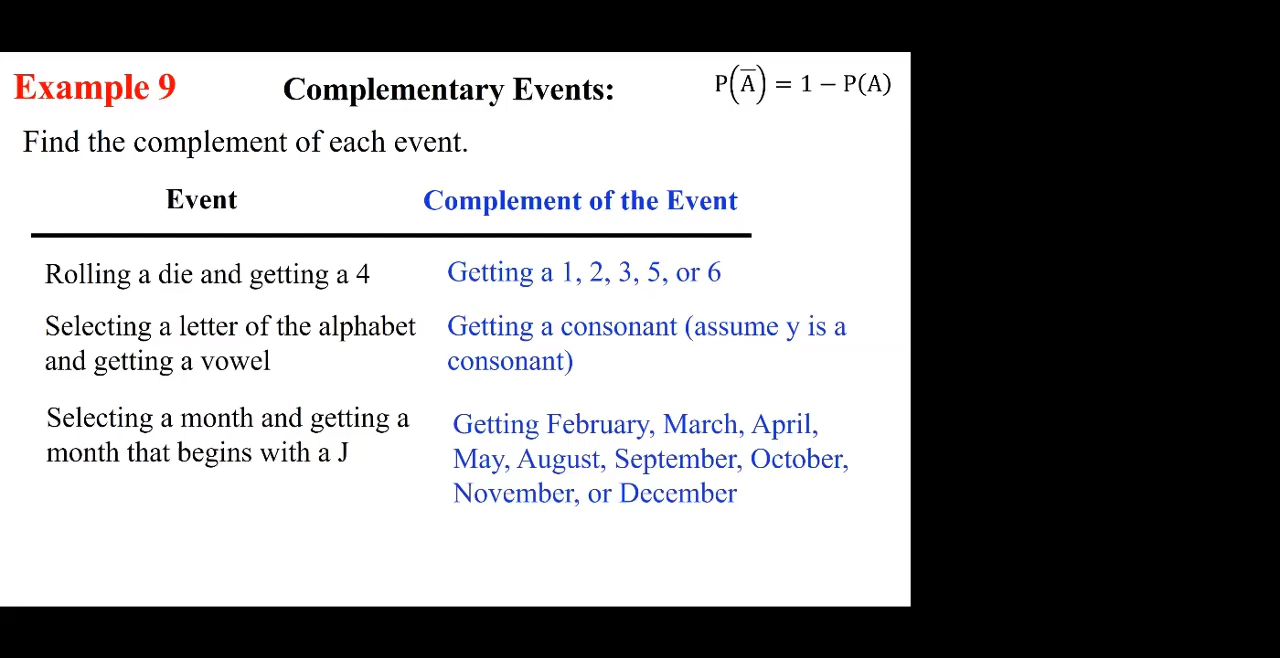 Example 9
Complementary Events:
P(A̅) = 1 − P(A)
Find the complement of each event.
Event
Complement of the Event
Rolling a die and getting a 4
Getting a 1, 2, 3, 5, or 6
Selecting a letter of the alphabet
and getting a vowel
Getting a consonant (assume y is a
consonant)
Selecting a month and getting a
month that begins with a J
Getting February, March, April,
May, August, September, October,
November, or December